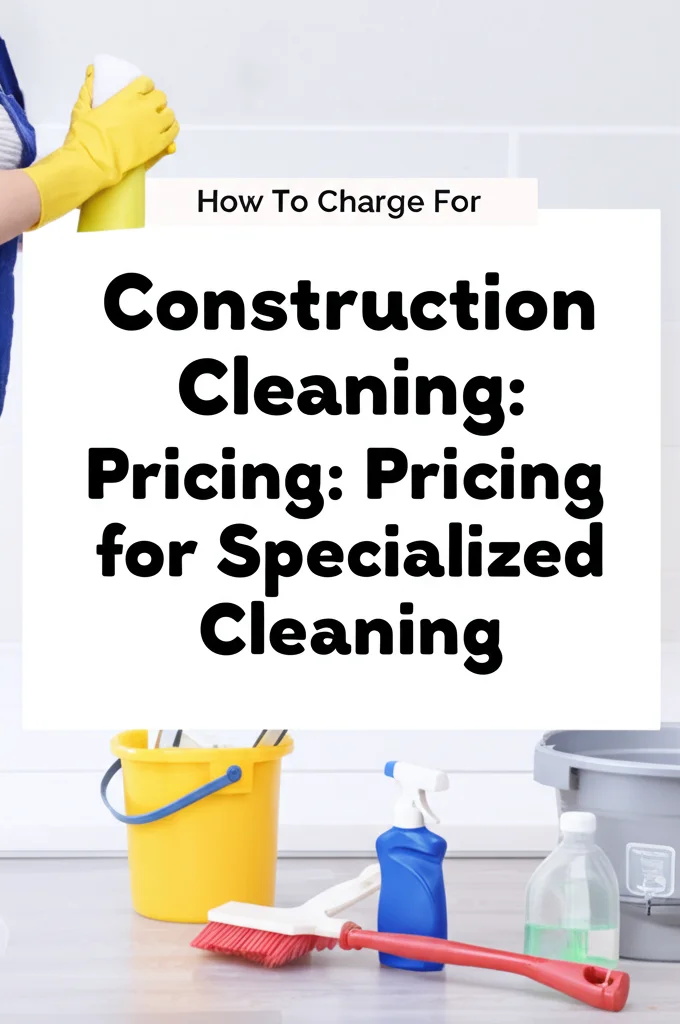 How To Charge For
Construction
Cleaning:
Pricing: Pricing
for Specialized
Cleaning